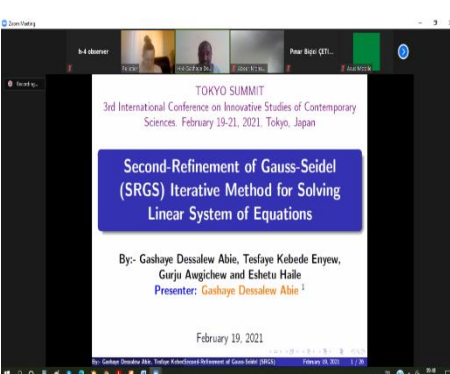 Zoom Meeting
h-4 observer
Pınar Bişici ÇETİ...
Recording...
TOKYO SUMMIT
3rd International Conference on Innovative Studies of Contemporary
Sciences. February 19-21, 2021, Tokyo, Japan
Second-Refinement of Gauss-Seidel
(SRGS) Iterative Method for Solving
Linear System of Equations
By:- Gashaye Dessalew Abie, Tesfaye Kebede Enyew,
Gurju Awgichew and Eshetu Haile
Presenter: Gashaye Dessalew Abie 1
February 19, 2021
February 19, 2021 1 / 26